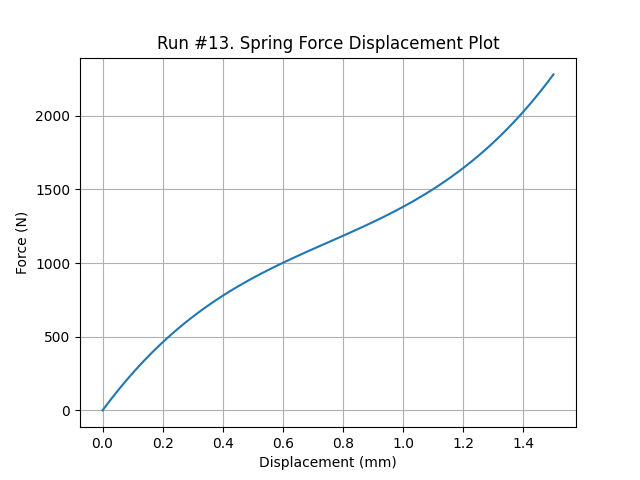 Run #13. Spring Force Displacement Plot
Force (N)
2000
1500
1000
500
0
0.0 0.2 0.4 0.6 0.8 1.0 1.2 1.4
Displacement (mm)